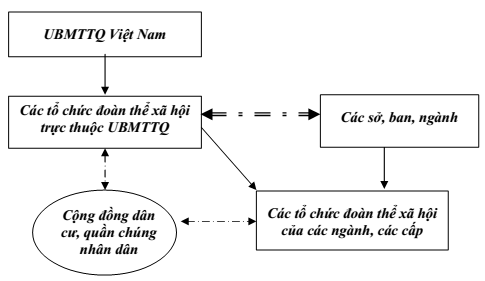 UBMTTQ Việt Nam
Các tổ chức đoàn thể xã hội
trực thuộc UBMTTQ
Các sở, ban, ngành
Cộng đồng dân
cư, quần chúng
nhân dân
Các tổ chức đoàn thể xã hội
của các ngành, các cấp